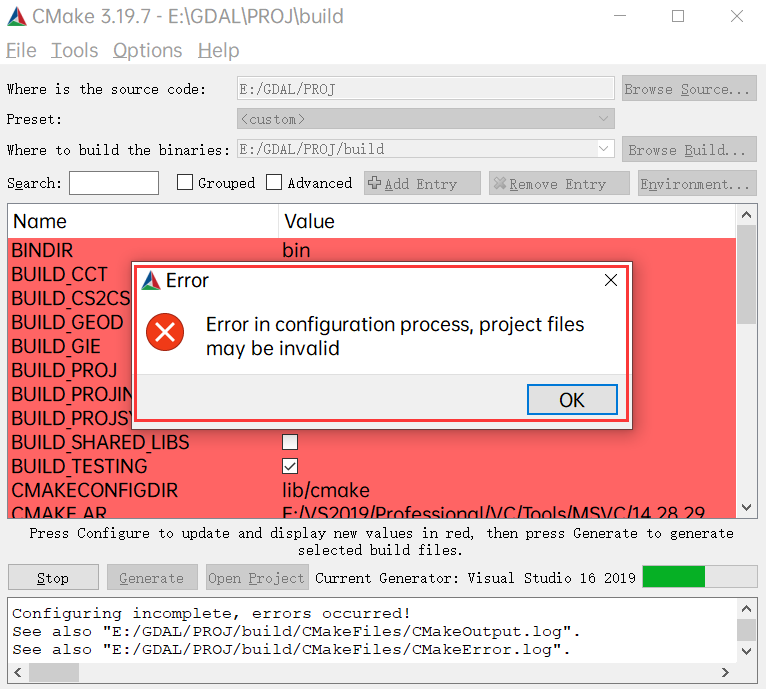 CMake 3.19.7 - E:\GDAL\PROJ\build
File Tools Options Help
Where is the source code: E:/GDAL/PROJ Browse Source...
Preset: <custom>
Where to build the binaries: E:/GDAL/PROJ/build Browse Build...
Search: Grouped Advanced Add Entry Remove Entry Environment...
Name Value
BINDIR bin
BUILD_CCT
BUILD_CS2CS
BUILD_GEOD
BUILD_GIE
BUILD_PROJ
BUILD_PROJIN
BUILD_PROJSY
Error
Error in configuration process, project files
may be invalid
OK
BUILD_SHARED_LIBS
BUILD_TESTING
CMAKECONFIGDIR lib/cmake
CMAKE_AR E:/VS2019/Professional/VC/Tools/MSVC/14.28.29
Press Configure to update and display new values in red, then press Generate to generate
selected build files.
Stop Generate Open Project Current Generator: Visual Studio 16 2019
Configuring incomplete, errors occurred!
See also "E:/GDAL/PROJ/build/CMakeFiles/CMakeOutput.log".
See also "E:/GDAL/PROJ/build/CMakeFiles/CMakeError.log".